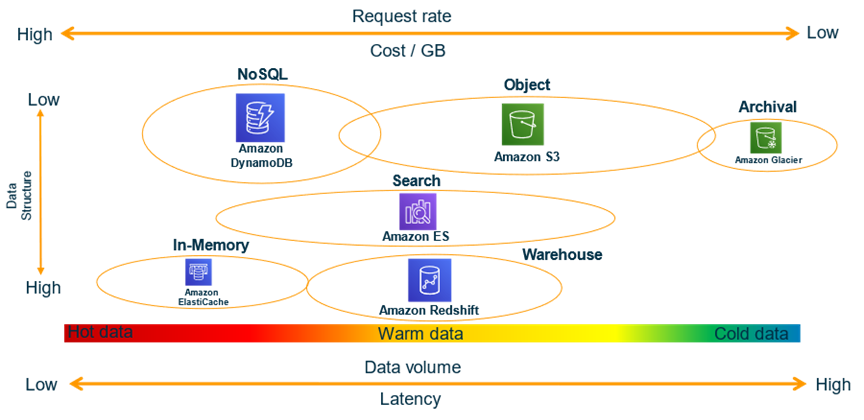 Request rate
High
Low
Cost / GB
NoSQL
Object
Archival
Low
Amazon
DynamoDB
Amazon S3
Amazon Glacier
Data
Structure
Search
Amazon ES
In-Memory
Warehouse
High
Amazon
ElastiCache
Amazon Redshift
Hot data
Warm data
Cold data
Data volume
Low
High
Latency